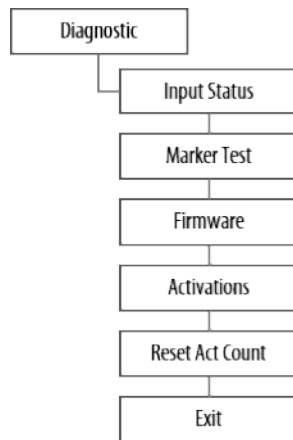 Diagnostic
Input Status
Marker Test
Firmware
Activations
Reset Act Count
Exit